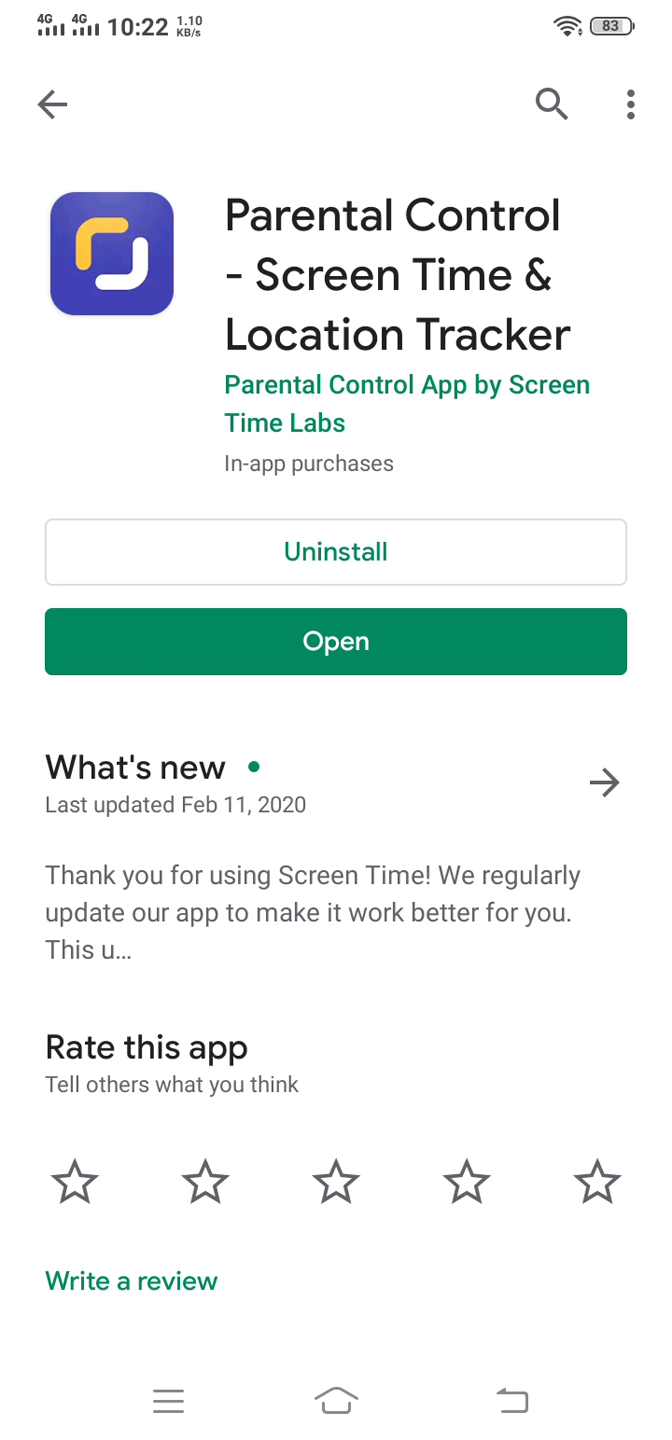 4G 4G 10:22 1.10
KB/s
83
Parental Control
- Screen Time &
Location Tracker
Parental Control App by Screen
Time Labs
In-app purchases
Uninstall
Open
What's new
Last updated Feb 11, 2020
Thank you for using Screen Time! We regularly
update our app to make it work better for you.
This u...
Rate this app
Tell others what you think
Write a review